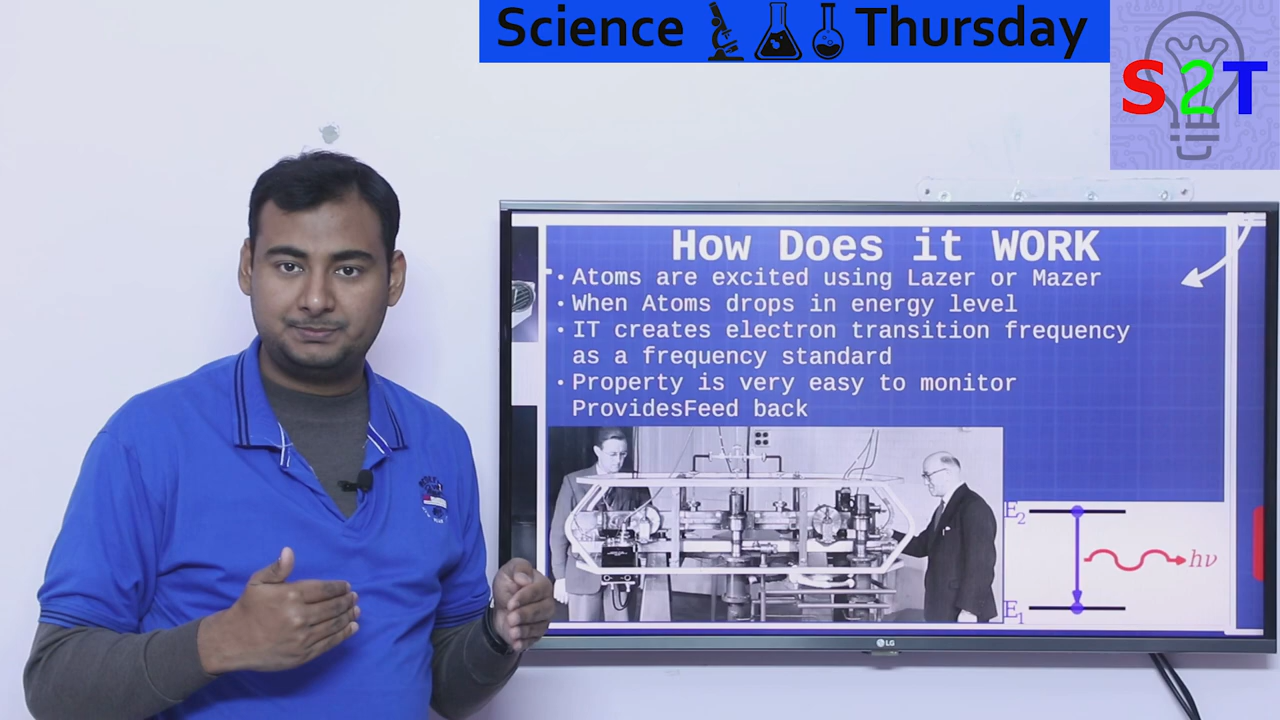 Science Thursday
S2T
How Does it WORK
• Atoms are excited using Lazer or Mazer
• When Atoms drops in energy level
• IT creates electron transition frequency
as a frequency standard
• Property is very easy to monitor
ProvidesFeed back
E₂
hν
E₁
LG